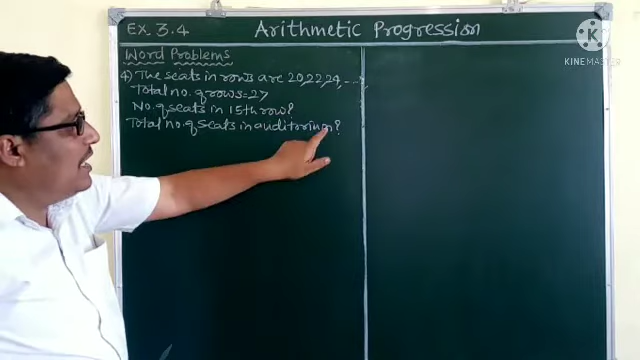 EX. 3.4
Arithmetic Progression
Word Problems
4) The seats in rows are 20,22,24, ----,
Total no. of rows = 27
No. of seats in 15th row?
Total no. of seats in auditorium?
KINEMASTER